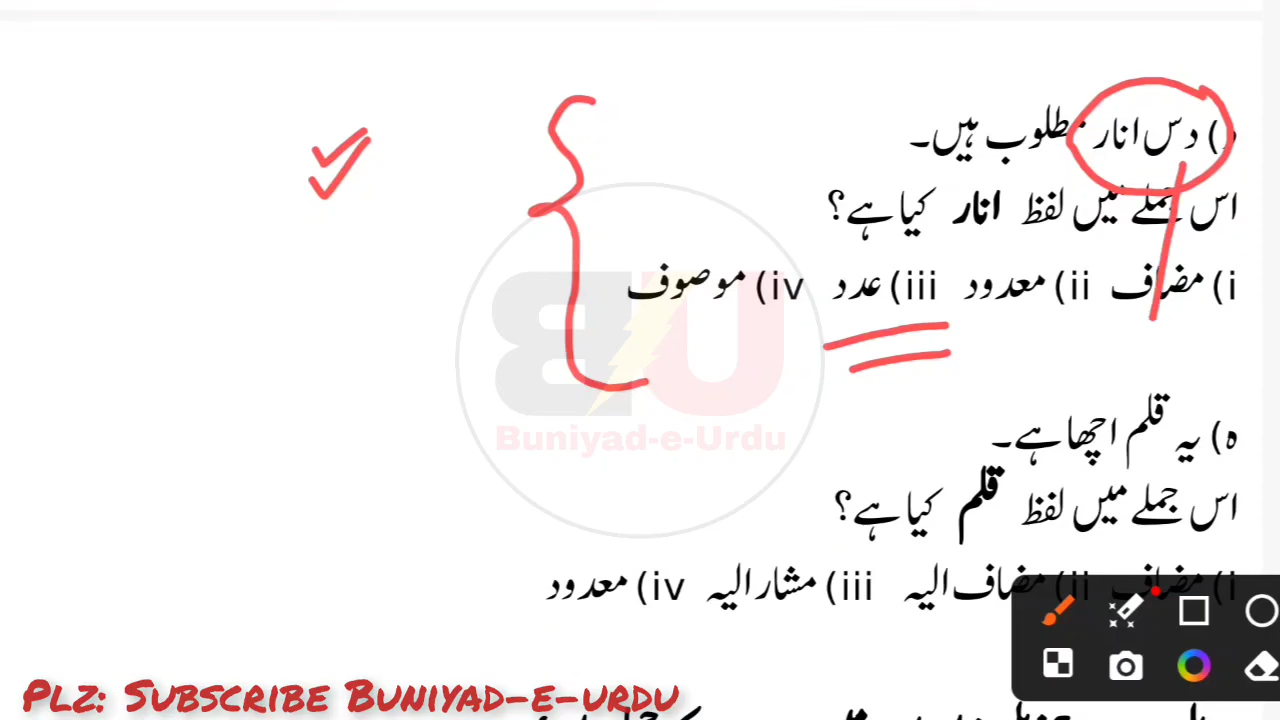 د) دس انار مطلوب ہیں۔
اس جملے میں لفظ انار کیا ہے؟
i) مضاف ii) معدود iii) عدد iv) موصوف
BU
Buniyad-e-Urdu
ہ) یہ قلم اچھا ہے۔
اس جملے میں لفظ قلم کیا ہے؟
i) مضاف ii) مضاف الیہ iii) مشار الیہ iv) معدود
Plz: Subscribe Buniyad-e-urdu